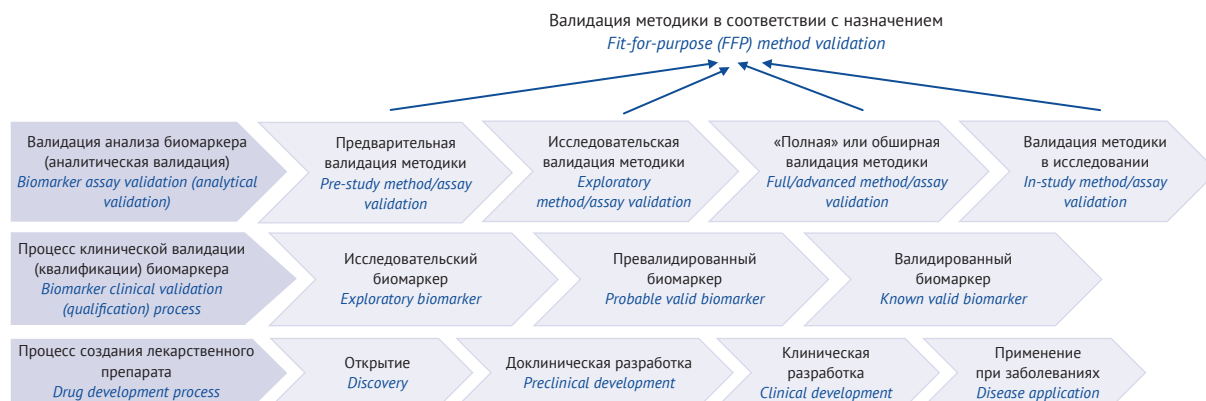 Валидация методики в соответствии с назначением
Fit-for-purpose (FFP) method validation
Валидация анализа биомаркера
(аналитическая валидация)
Biomarker assay validation (analytical
validation)
Предварительная
валидация методики
Pre-study method/assay
validation
Исследовательская
валидация методики
Exploratory
method/assay validation
«Полная» или обширная
валидация методики
Full/advanced method/assay
validation
Валидация методики
в исследовании
In-study method/assay
validation
Процесс клинической валидации
(квалификации) биомаркера
Biomarker clinical validation
(qualification) process
Исследовательский
биомаркер
Exploratory biomarker
Превалидированный
биомаркер
Probable valid biomarker
Валидированный
биомаркер
Known valid biomarker
Процесс создания лекарственного
препарата
Drug development process
Открытие
Discovery
Доклиническая разработка
Preclinical development
Клиническая
разработка
Clinical development
Применение
при заболеваниях
Disease application